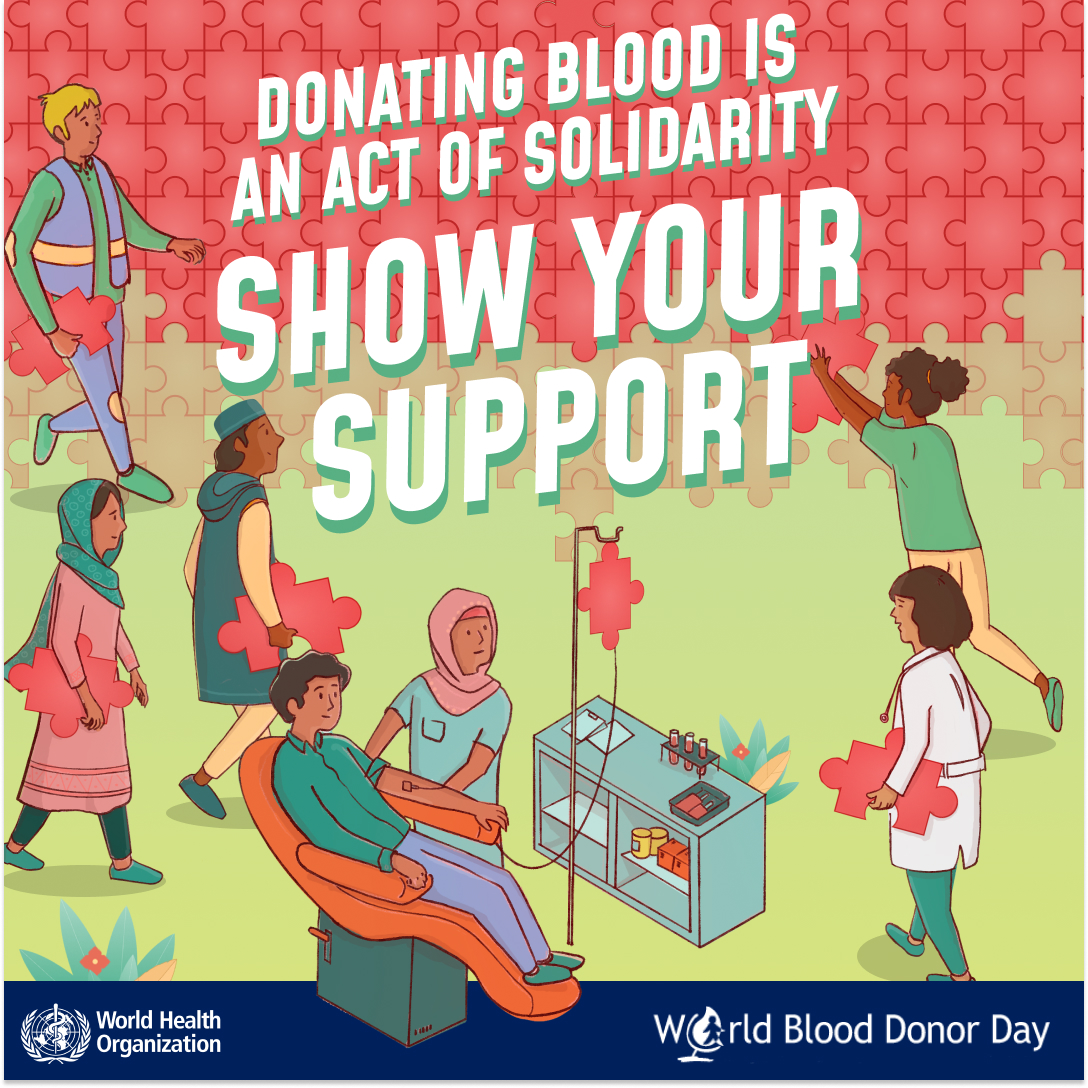 DONATING BLOOD IS
AN ACT OF SOLIDARITY
SHOW YOUR
SUPPORT
World Health
Organization
World Blood Donor Day